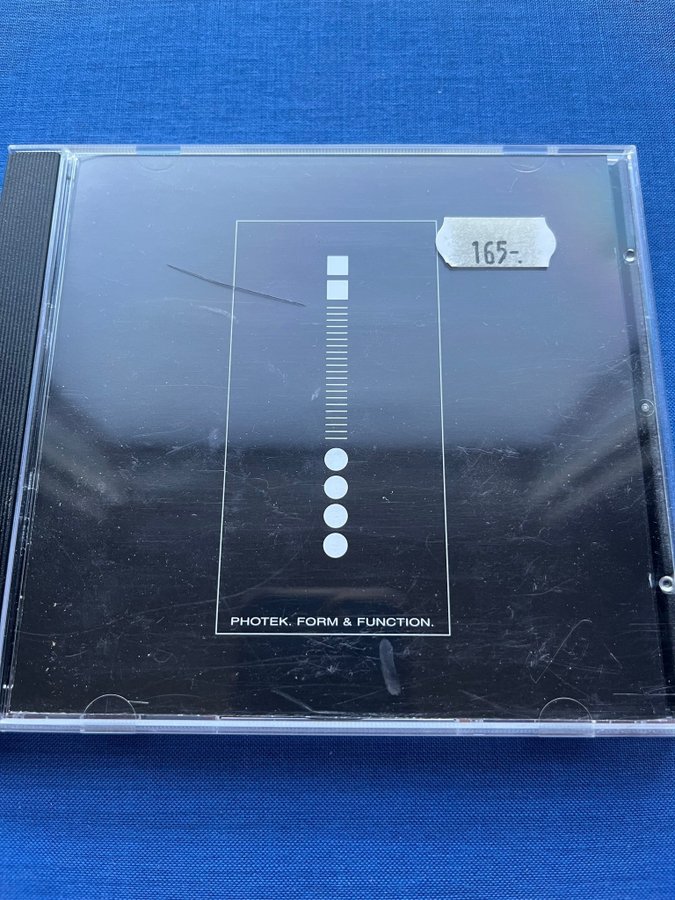 165-.
PHOTEK. FORM & FUNCTION.